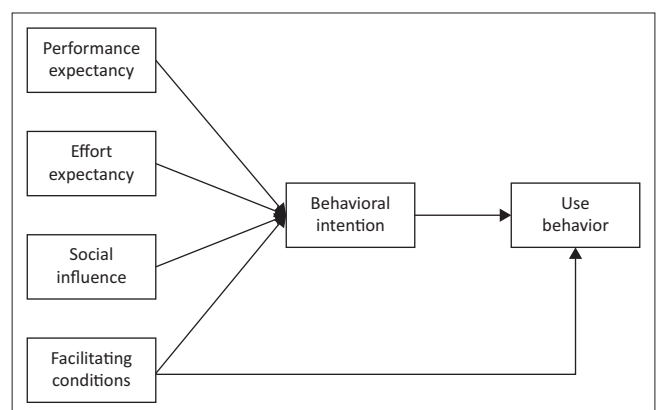 Performance
expectancy
Effort
expectancy
Social
influence
Facilitating
conditions
Behavioral
intention
Use
behavior